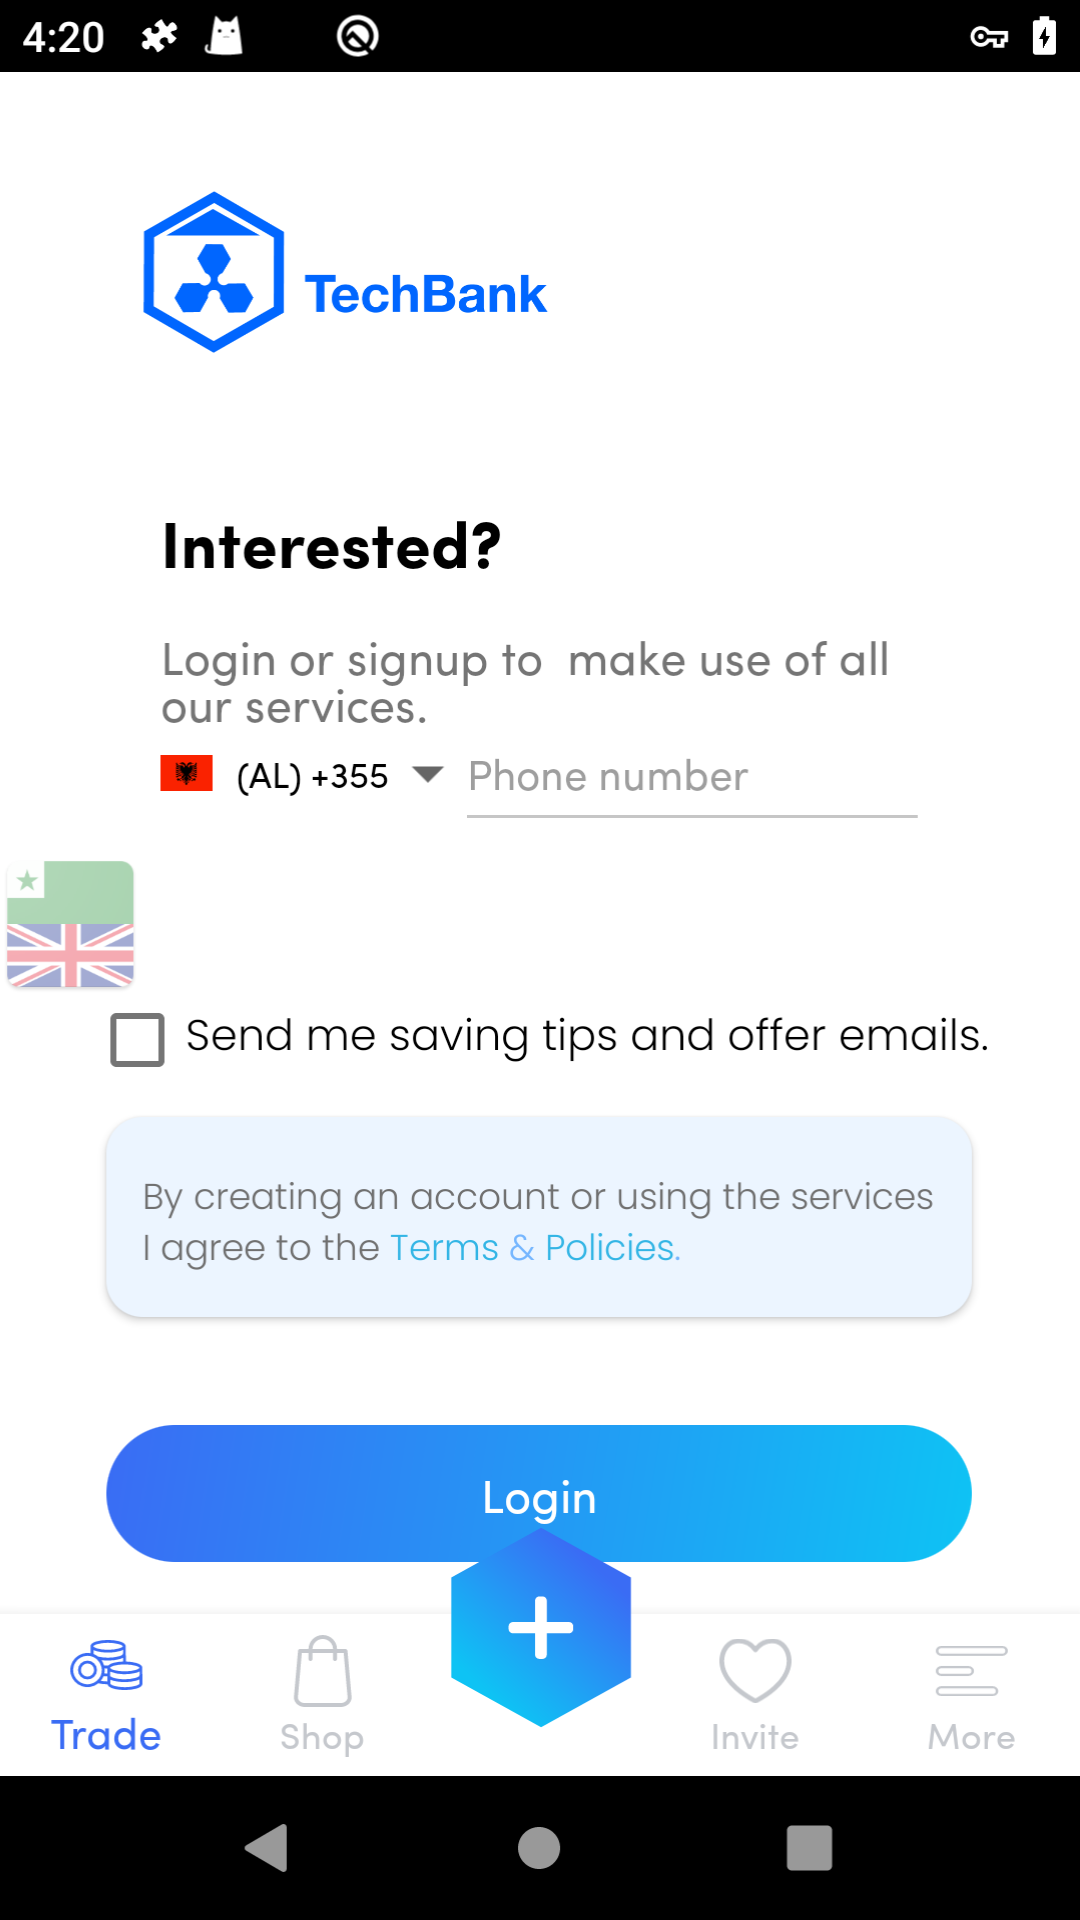 4:20
TechBank
Interested?
Login or signup to  make use of all
our services.
(AL) +355
Phone number
Send me saving tips and offer emails.
By creating an account or using the services
I agree to the Terms & Policies.
Login
Trade
Shop
Invite
More